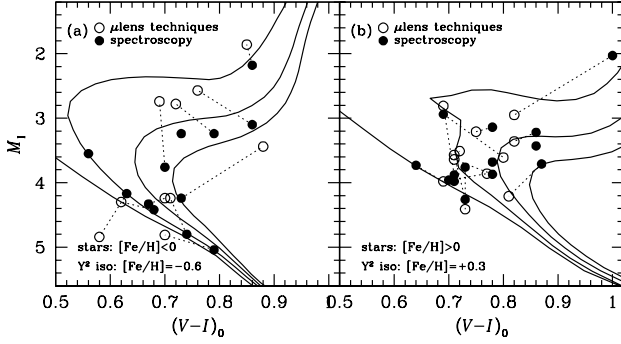 (a) ○ μlens techniques
● spectroscopy
(b) ○ μlens techniques
● spectroscopy
2
3
4
5
M_I
stars: [Fe/H]<0
Y² iso: [Fe/H]=−0.6
stars: [Fe/H]>0
Y² iso: [Fe/H]=+0.3
0.5 0.6 0.7 0.8 0.9 1 0.6 0.7 0.8 0.9 1
(V−I)₀ (V−I)₀